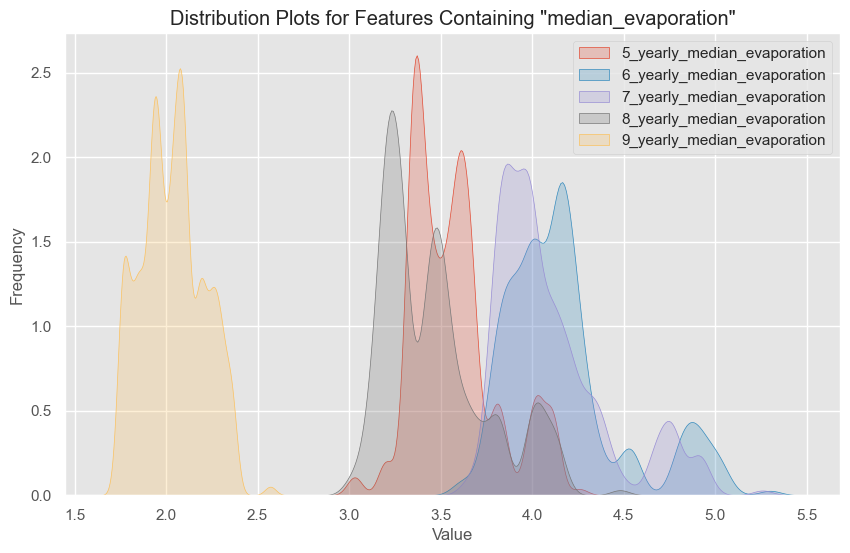 Distribution Plots for Features Containing "median_evaporation"
5_yearly_median_evaporation
6_yearly_median_evaporation
7_yearly_median_evaporation
8_yearly_median_evaporation
9_yearly_median_evaporation
Frequency
2.5
2.0
1.5
1.0
0.5
0.0
1.5 2.0 2.5 3.0 3.5 4.0 4.5 5.0 5.5
Value